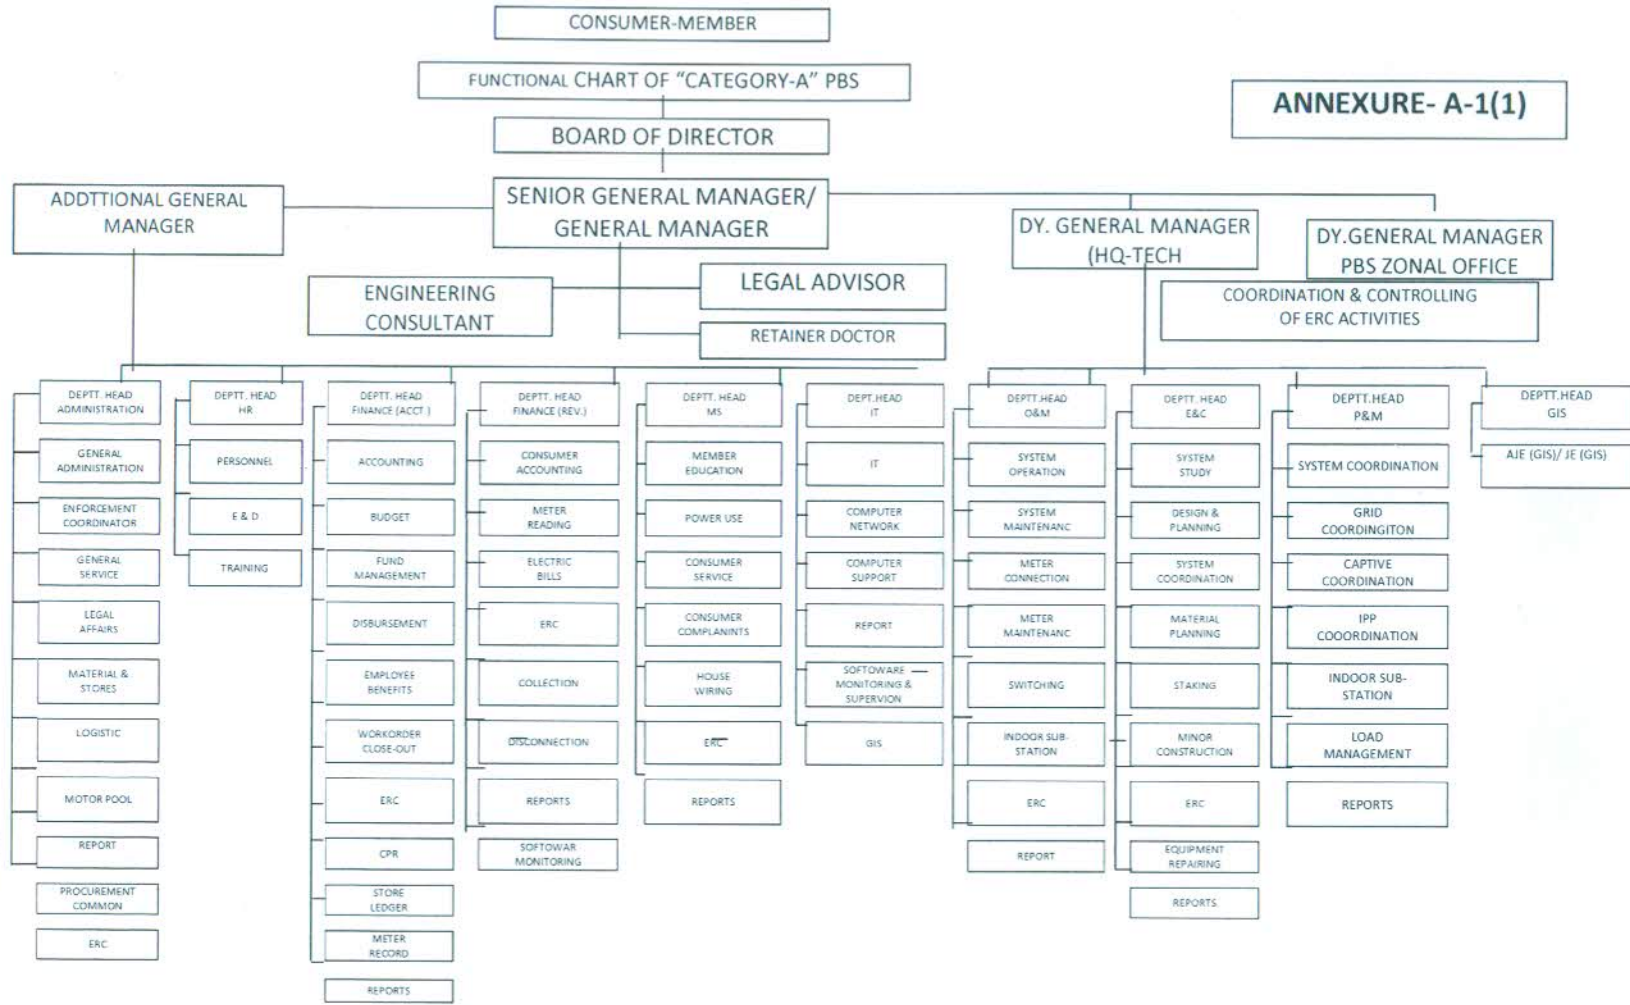 CONSUMER-MEMBER
FUNCTIONAL CHART OF "CATEGORY-A" PBS
ANNEXURE- A-1(1)
BOARD OF DIRECTOR
ADDTTIONAL GENERAL
MANAGER
SENIOR GENERAL MANAGER/
GENERAL MANAGER
DY. GENERAL MANAGER
(HQ-TECH
DY.GENERAL MANAGER
PBS ZONAL OFFICE
ENGINEERING
CONSULTANT
LEGAL ADVISOR
RETAINER DOCTOR
COORDINATION & CONTROLLING
OF ERC ACTIVITIES
DEPTT. HEAD
ADMINISTRATION
GENERAL
ADMINISTRATION
ENFORCEMENT
COORDINATOR
GENERAL
SERVICE
LEGAL
AFFAIRS
MATERIAL &
STORES
LOGISTIC
MOTOR POOL
REPORT
PROCUREMENT
COMMON
ERC
DEPTT. HEAD
HR
PERSONNEL
E & D
TRAINING
DEPTT. HEAD
FINANCE (ACCT )
ACCOUNTING
BUDGET
FUND
MANAGEMENT
DISBURSEMENT
EMPLOYEE
BENEFITS
WORKORDER
CLOSE-OUT
ERC
CPR
STORE
LEDGER
METER
RECORD
REPORTS
DEPTT. HEAD
FINANCE (REV.)
CONSUMER
ACCOUNTING
METER
READING
ELECTRIC
BILLS
ERC
COLLECTION
DISCONNECTION
REPORTS
SOFTOWAR
MONITORING
DEPTT. HEAD
MS
MEMBER
EDUCATION
POWER USE
CONSUMER
SERVICE
CONSUMER
COMPLANINTS
HOUSE
WIRING
ERC
REPORTS
DEPT.HEAD
IT
IT
COMPUTER
NETWORK
COMPUTER
SUPPORT
REPORT
SOFTOWARE
MONITORING &
SUPERVION
GIS
DEPTT.HEAD
O&M
SYSTEM
OPERATION
SYSTEM
MAINTENANC
METER
CONNECTION
METER
MAINTENANC
SWITCHING
INDOOR SUB-
STATION
ERC
REPORT
DEPTT. HEAD
E&C
SYSTEM
STUDY
DESIGN &
PLANNING
SYSTEM
COORDINATION
MATERIAL
PLANNING
STAKING
MINOR
CONSTRUCTION
ERC
EQUIPMENT
REPAIRING
REPORTS
DEPTT.HEAD
P&M
SYSTEM COORDINATION
GRID
COORDINGITON
CAPTIVE
COORDINATION
IPP
COOORDINATION
INDOOR SUB-
STATION
LOAD
MANAGEMENT
REPORTS
DEPTT.HEAD
GIS
AJE (GIS)/ JE (GIS)